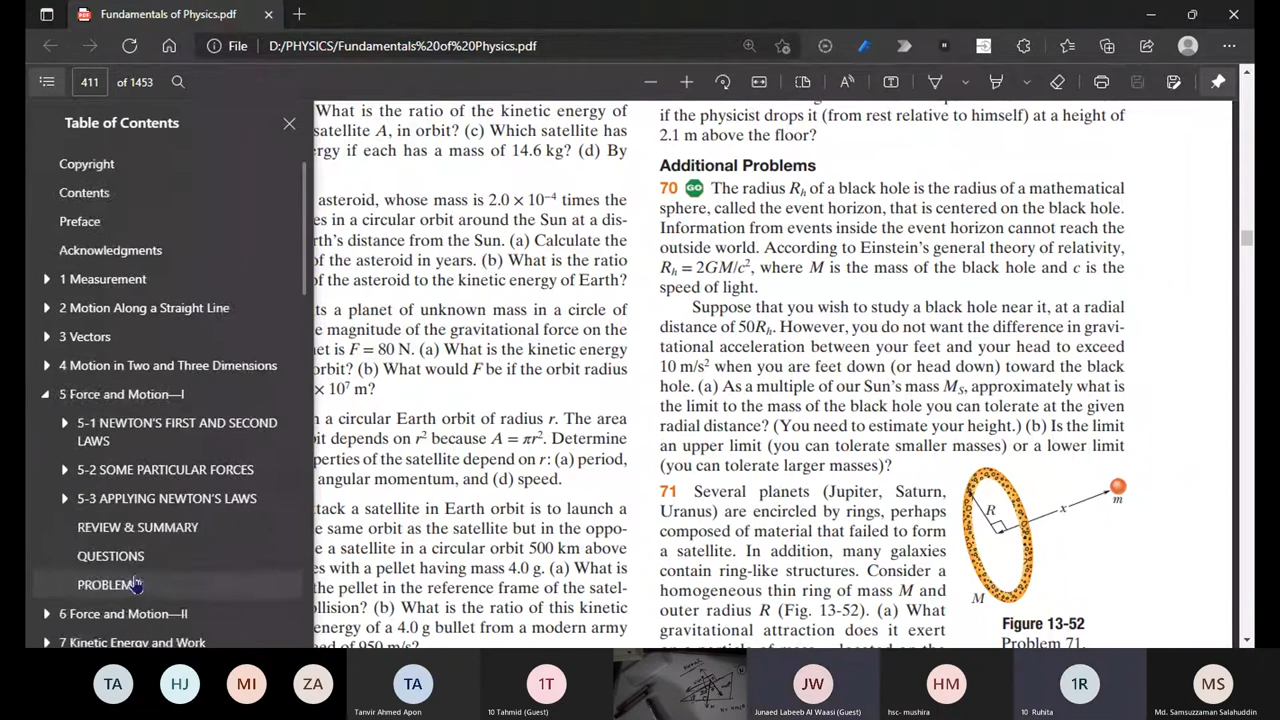 Fundamentals of Physics.pdf
File
D:/PHYSICS/Fundamentals%20of%20Physics.pdf
411 of 1453
Table of Contents
Copyright
Contents
Preface
Acknowledgments
1 Measurement
2 Motion Along a Straight Line
3 Vectors
4 Motion in Two and Three Dimensions
5 Force and Motion—I
5-1 NEWTON'S FIRST AND SECOND
LAWS
5-2 SOME PARTICULAR FORCES
5-3 APPLYING NEWTON'S LAWS
REVIEW & SUMMARY
QUESTIONS
PROBLEM
6 Force and Motion—II
7 Kinetic Energy and Work
What is the ratio of the kinetic energy of
satellite A, in orbit? (c) Which satellite has
rgy if each has a mass of 14.6 kg? (d) By
asteroid, whose mass is 2.0 × 10⁻⁴ times the
es in a circular orbit around the Sun at a dis-
rth's distance from the Sun. (a) Calculate the
of the asteroid in years. (b) What is the ratio
of the asteroid to the kinetic energy of Earth?
ts a planet of unknown mass in a circle of
e magnitude of the gravitational force on the
net is F = 80 N. (a) What is the kinetic energy
orbit? (b) What would F be if the orbit radius
× 10⁷ m?
n a circular Earth orbit of radius r. The area
it depends on r² because A = πr². Determine
perties of the satellite depend on r: (a) period,
angular momentum, and (d) speed.
ttack a satellite in Earth orbit is to launch a
e same orbit as the satellite but in the oppo-
e a satellite in a circular orbit 500 km above
es with a pellet having mass 4.0 g. (a) What is
the pellet in the reference frame of the satel-
ollision? (b) What is the ratio of this kinetic
energy of a 4.0 g bullet from a modern army
ed of 950 m/s?
if the physicist drops it (from rest relative to himself) at a height of
2.1 m above the floor?
Additional Problems
70 GO The radius Rₕ of a black hole is the radius of a mathematical
sphere, called the event horizon, that is centered on the black hole.
Information from events inside the event horizon cannot reach the
outside world. According to Einstein's general theory of relativity,
Rₕ = 2GM/c², where M is the mass of the black hole and c is the
speed of light.
Suppose that you wish to study a black hole near it, at a radial
distance of 50Rₕ. However, you do not want the difference in gravi-
tational acceleration between your feet and your head to exceed
10 m/s² when you are feet down (or head down) toward the black
hole. (a) As a multiple of our Sun's mass M_S, approximately what is
the limit to the mass of the black hole you can tolerate at the given
radial distance? (You need to estimate your height.) (b) Is the limit
an upper limit (you can tolerate smaller masses) or a lower limit
(you can tolerate larger masses)?
71 Several planets (Jupiter, Saturn,
Uranus) are encircled by rings, perhaps
composed of material that failed to form
a satellite. In addition, many galaxies
contain ring-like structures. Consider a
homogeneous thin ring of mass M and
outer radius R (Fig. 13-52). (a) What
gravitational attraction does it exert
R
x
m
M
Figure 13-52
Problem 71.
TA
HJ
MI
ZA
TA
Tanvir Ahmed Apon
1T
10 Tahmid (Guest)
JW
Junaed Labeeb Al Waasi (Guest)
HM
hsc- mushira
1R
10 Ruhita
MS
Md. Samsuzzaman Salahuddin